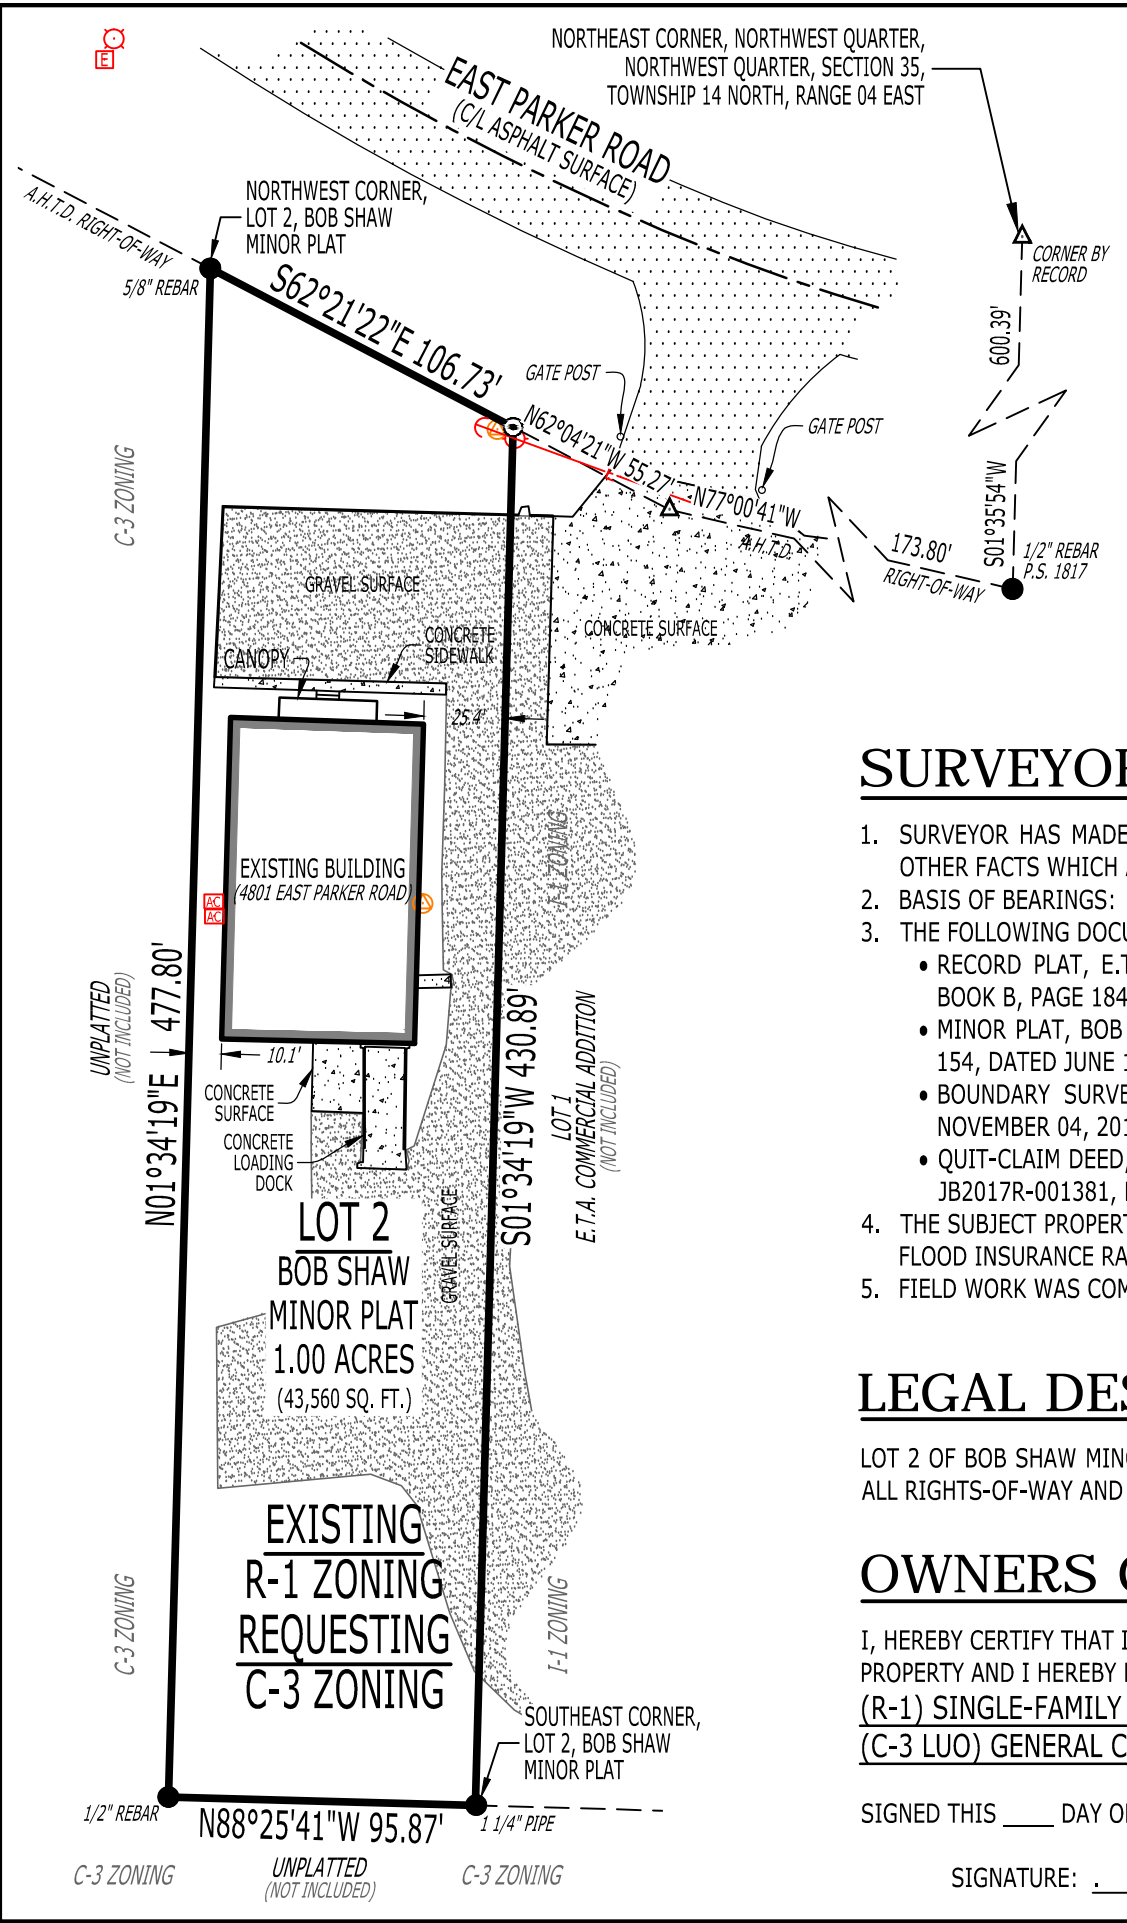 E
NORTHEAST CORNER, NORTHWEST QUARTER,
NORTHWEST QUARTER, SECTION 35,
TOWNSHIP 14 NORTH, RANGE 04 EAST
EAST PARKER ROAD
(C/L ASPHALT SURFACE)
A.H.T.D. RIGHT-OF-WAY
NORTHWEST CORNER,
LOT 2, BOB SHAW
MINOR PLAT
5/8" REBAR
S62°21'22"E 106.73'
CORNER BY
RECORD
600.39'
GATE POST
GATE POST
N62°04'21"W 55.27'
N77°00'41"W
A.H.T.D.
173.80'
RIGHT-OF-WAY
S01°35'54"W
1/2" REBAR
P.S. 1817
C-3 ZONING
GRAVEL SURFACE
CONCRETE
SIDEWALK
CONCRETE SURFACE
CANOPY
25.4'
EXISTING BUILDING
(4801 EAST PARKER ROAD)
AC
AC
I-1 ZONING
UNPLATTED
(NOT INCLUDED)
N01°34'19"E 477.80'
10.1'
CONCRETE
SURFACE
CONCRETE
LOADING
DOCK
S01°34'19"W 430.89'
LOT 1
E.T.A. COMMERCIAL ADDITION
(NOT INCLUDED)
GRAVEL SURFACE
LOT 2
BOB SHAW
MINOR PLAT
1.00 ACRES
(43,560 SQ. FT.)
EXISTING
R-1 ZONING
REQUESTING
C-3 ZONING
C-3 ZONING
I-1 ZONING
SOUTHEAST CORNER,
LOT 2, BOB SHAW
MINOR PLAT
1/2" REBAR
N88°25'41"W 95.87'
1 1/4" PIPE
C-3 ZONING
UNPLATTED
(NOT INCLUDED)
C-3 ZONING
SURVEYOR
1. SURVEYOR HAS MADE
OTHER FACTS WHICH
2. BASIS OF BEARINGS:
3. THE FOLLOWING DOCU
• RECORD PLAT, E.T
BOOK B, PAGE 184
• MINOR PLAT, BOB
154, DATED JUNE 1
• BOUNDARY SURVE
NOVEMBER 04, 201
• QUIT-CLAIM DEED,
JB2017R-001381,
4. THE SUBJECT PROPERT
FLOOD INSURANCE RA
5. FIELD WORK WAS COM
LEGAL DES
LOT 2 OF BOB SHAW MIN
ALL RIGHTS-OF-WAY AND
OWNERS
I, HEREBY CERTIFY THAT I
PROPERTY AND I HEREBY
(R-1) SINGLE-FAMILY
(C-3 LUO) GENERAL C
SIGNED THIS ____ DAY O
SIGNATURE: .